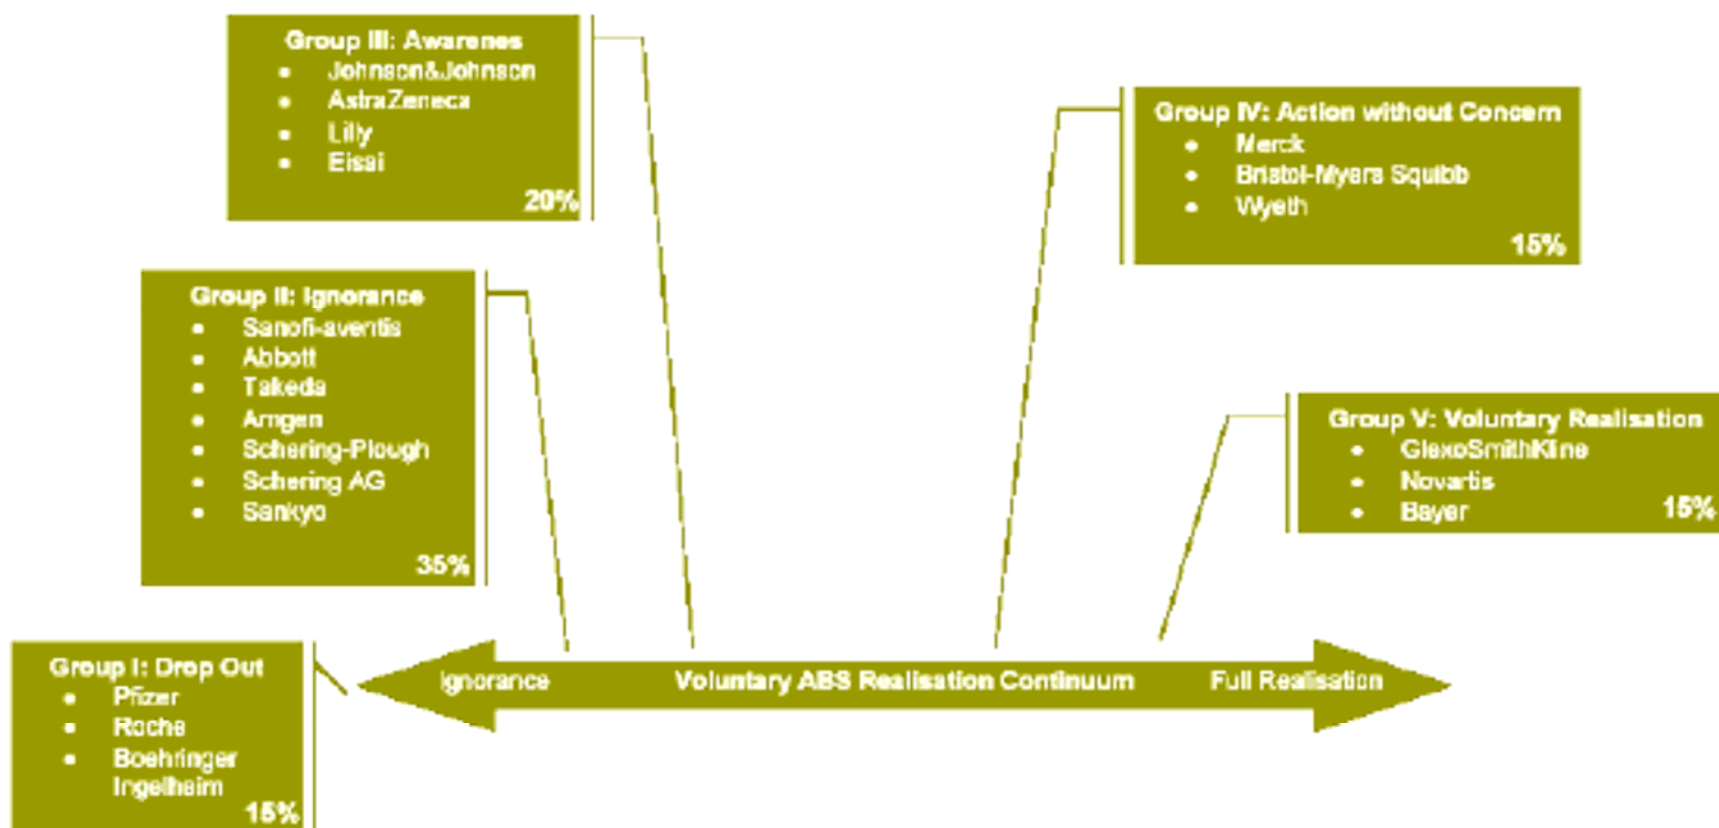 Group III: Awarenes
• Johnson&Johnson
• AstraZeneca
• Lilly
• Eisai
20%
Group IV: Action without Concern
• Merck
• Bristol-Myers Squibb
• Wyeth
15%
Group II: Ignorance
• Sanofi-aventis
• Abbott
• Takeda
• Amgen
• Schering-Plough
• Schering AG
• Sankyo
35%
Group V: Voluntary Realisation
• GlaxoSmithKline
• Novartis
• Bayer
15%
Group I: Drop Out
• Pfizer
• Roche
• Boehringer
Ingelheim
15%
Ignorance
Voluntary ABS Realisation Continuum
Full Realisation